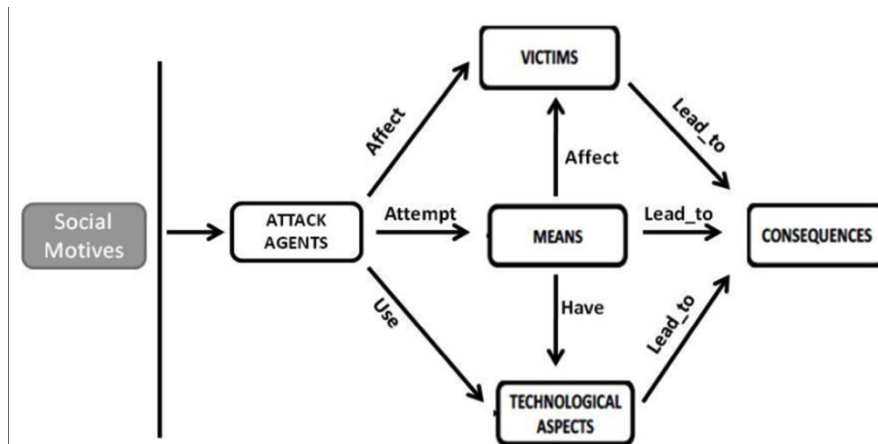 VICTIMS
Affect
Lead_to
Affect
Social
Motives
ATTACK
AGENTS
Attempt
MEANS
Lead_to
CONSEQUENCES
Use
Have
Lead_to
TECHNOLOGICAL
ASPECTS